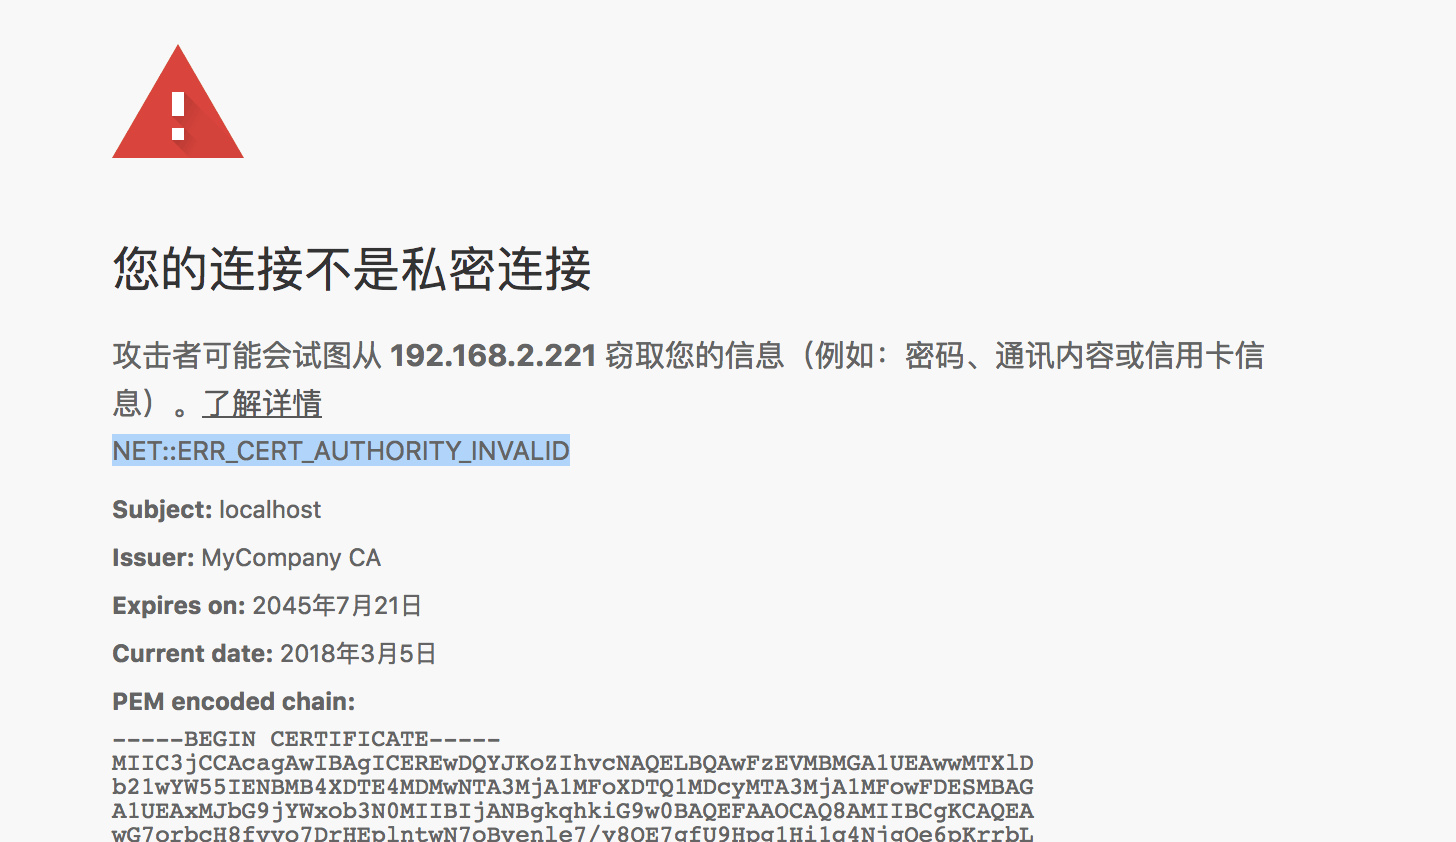 您的连接不是私密连接
攻击者可能会试图从 192.168.2.221 窃取您的信息（例如：密码、通讯内容或信用卡信
息）。了解详情
NET::ERR_CERT_AUTHORITY_INVALID
Subject: localhost
Issuer: MyCompany CA
Expires on: 2045年7月21日
Current date: 2018年3月5日
PEM encoded chain:
-----BEGIN CERTIFICATE-----
MIIC3jCCAcagAwIBAgICEREwDQYJKoZIhvcNAQELBQAwFzEVMBMGA1UEAwwMTXlD
b21wYW55IENBMB4XDTE4MDMwNTA3MjA1MFoXDTQ1MDcyMTA3MjA1MFowFDESMBAG
A1UEAxMJbG9jYWxob3N0MIIBIjANBgkqhkiG9w0BAQEFAAOCAQ8AMIIBCgKCAQEA